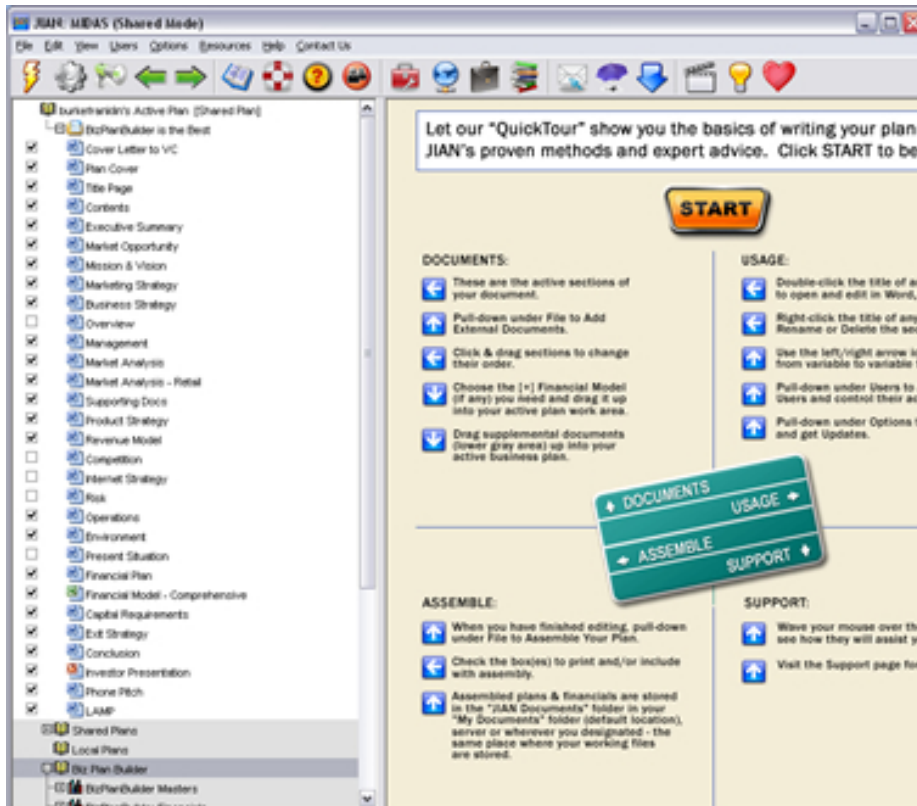 JIAN: MIDAS (Shared Mode)
File Edit View Users Options Resources Help Contact Us
burkefranklin's Active Plan [Shared Plan]
BizPlanBuilder is the Best
Cover Letter to VC
Plan Cover
Title Page
Contents
Executive Summary
Market Opportunity
Mission & Vision
Marketing Strategy
Business Strategy
Overview
Management
Market Analysis
Market Analysis - Retail
Supporting Docs
Product Strategy
Revenue Model
Competition
Internet Strategy
Risk
Operations
Environment
Present Situation
Financial Plan
Financial Model - Comprehensive
Capital Requirements
Exit Strategy
Conclusion
Investor Presentation
Phone Pitch
LAMP
Shared Plans
Local Plans
Biz Plan Builder
BizPlanBuilder Masters
BizPlanBuilder Financials
Let our "QuickTour" show you the basics of writing your plan
JIAN's proven methods and expert advice. Click START to be
START
DOCUMENTS:
These are the active sections of
your document.
Pull-down under File to Add
External Documents.
Click & drag sections to change
their order.
Choose the [+] Financial Model
(if any) you need and drag it up
into your active plan work area.
Drag supplemental documents
(lower gray area) up into your
active business plan.
USAGE:
Double-click the title of a
to open and edit in Word,
Right-click the title of any
Rename or Delete the sec
Use the left/right arrow i
from variable to variable
Pull-down under Users to
Users and control their a
Pull-down under Options
and get Updates.
DOCUMENTS
USAGE
ASSEMBLE
SUPPORT
ASSEMBLE:
When you have finished editing, pull-down
under File to Assemble Your Plan.
Check the box(es) to print and/or include
with assembly.
Assembled plans & financials are stored
in the "JIAN Documents" folder in your
"My Documents" folder (default location),
server or wherever you designated - the
same place where your working files
are stored.
SUPPORT:
Wave your mouse over th
see how they will assist y
Visit the Support page for